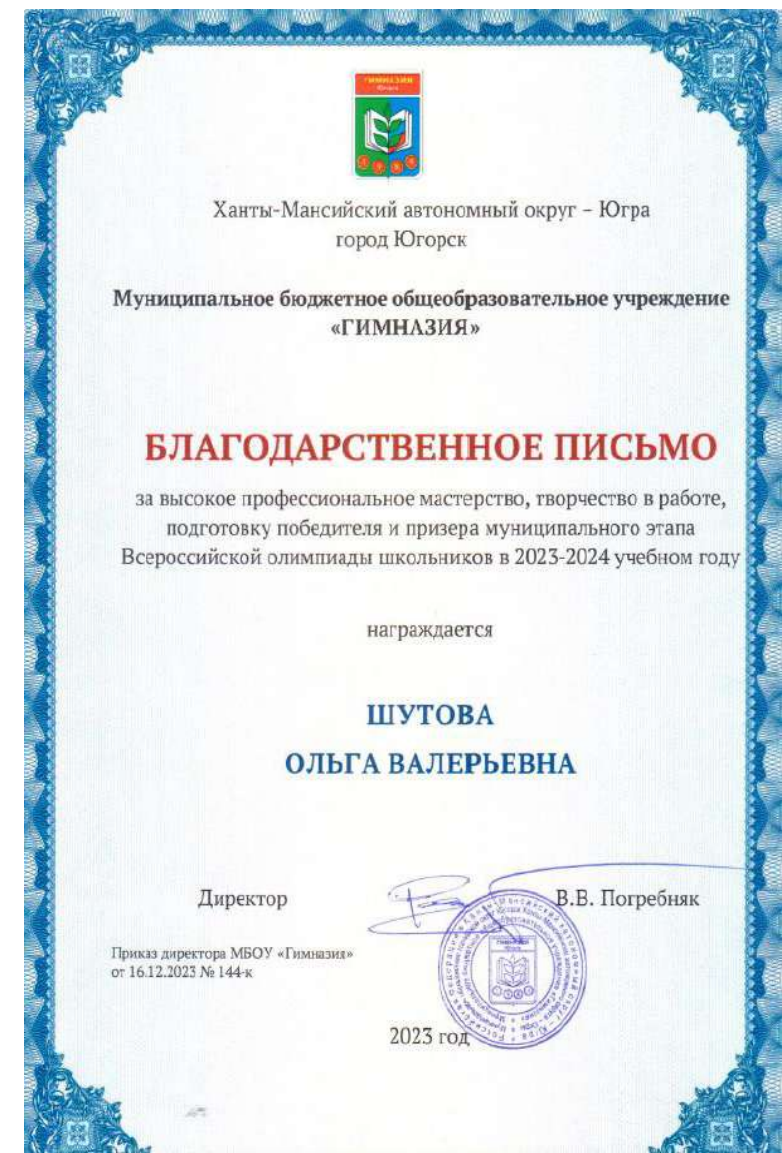 ГИМНАЗИЯ
Ханты-Мансийский автономный округ – Югра
город Югорск
Муниципальное бюджетное общеобразовательное учреждение
«ГИМНАЗИЯ»
БЛАГОДАРСТВЕННОЕ ПИСЬМО
за высокое профессиональное мастерство, творчество в работе,
подготовку победителя и призера муниципального этапа
Всероссийской олимпиады школьников в 2023-2024 учебном году
награждается
ШУТОВА
ОЛЬГА ВАЛЕРЬЕВНА
Директор
В.В. Погребняк
Приказ директора МБОУ «Гимназия»
от 16.12.2023 № 144-к
2023 год